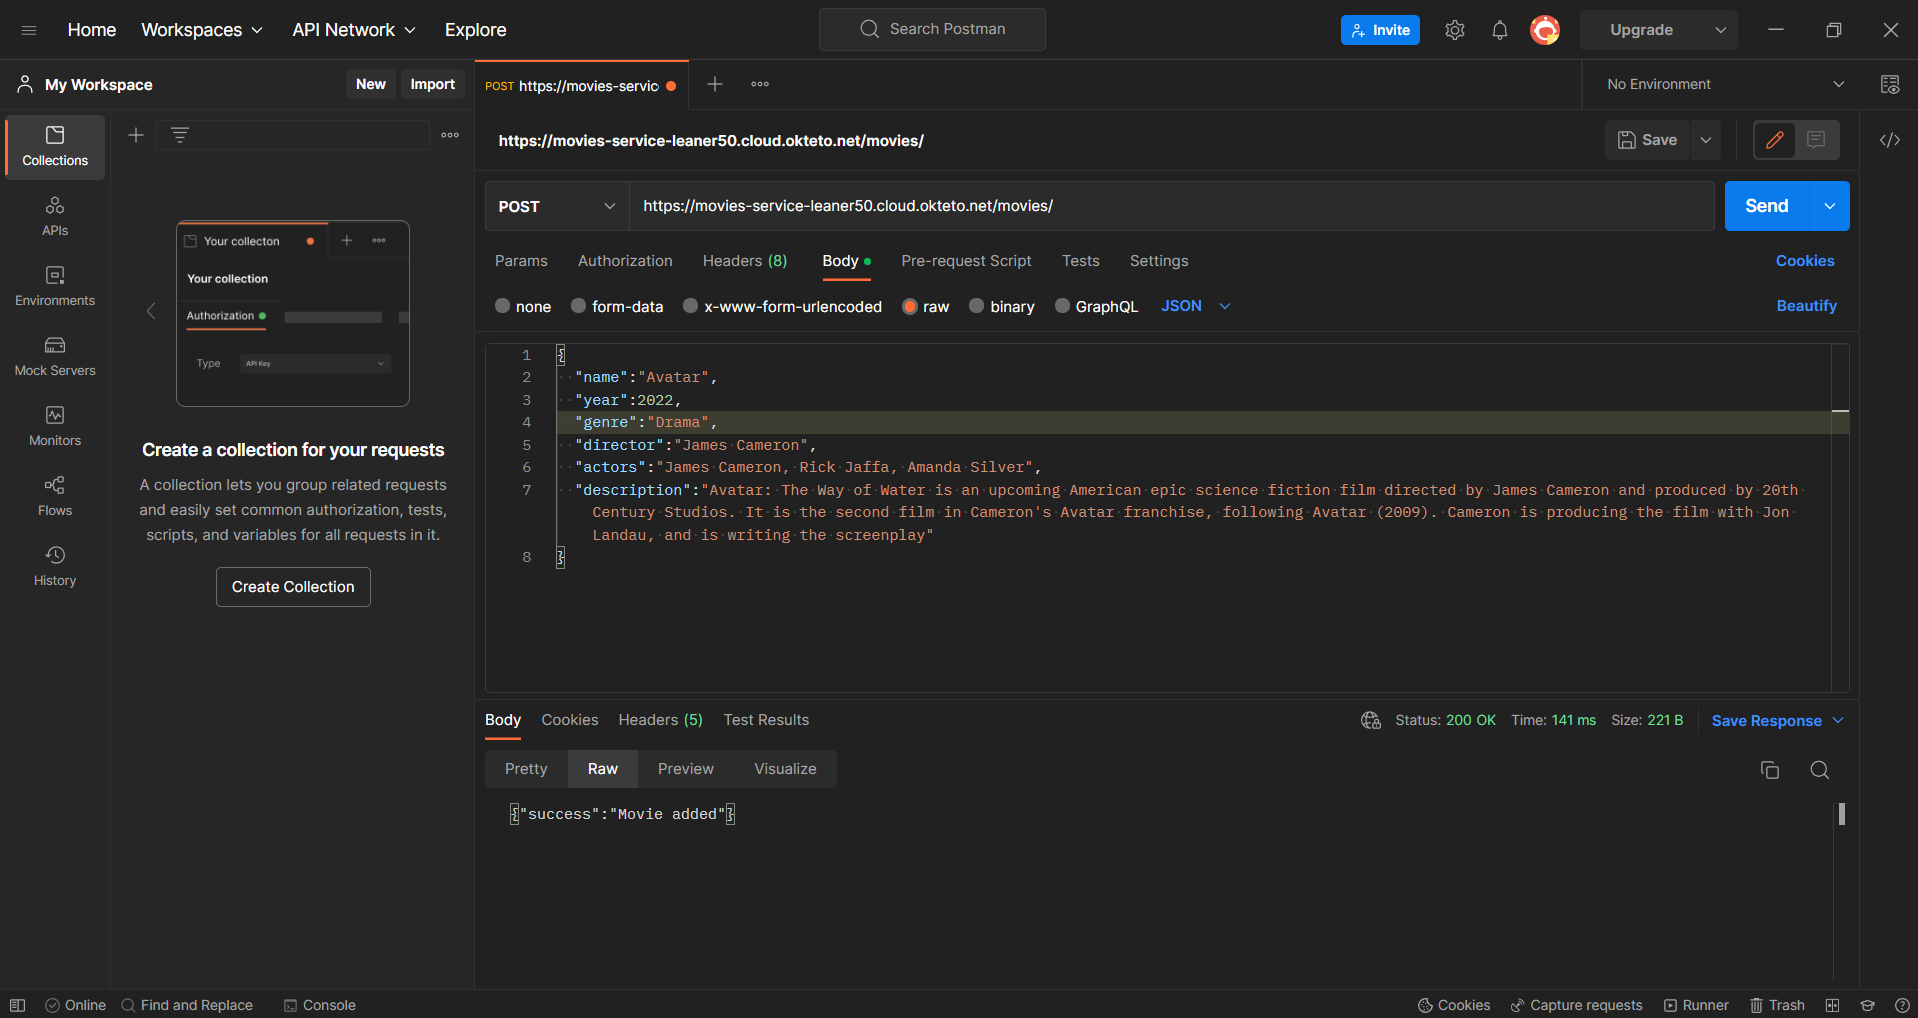 Home Workspaces API Network Explore Search Postman Invite Upgrade
My Workspace New Import POST https://movies-servic No Environment
Collections
APIs
Environments
Mock Servers
Monitors
Flows
History
Your collecton
Your collection
Authorization
Type API Key
Create a collection for your requests
A collection lets you group related requests
and easily set common authorization, tests,
scripts, and variables for all requests in it.
Create Collection
https://movies-service-leaner50.cloud.okteto.net/movies/ Save
POST https://movies-service-leaner50.cloud.okteto.net/movies/ Send
Params Authorization Headers (8) Body Pre-request Script Tests Settings Cookies
none form-data x-www-form-urlencoded raw binary GraphQL JSON Beautify
1 {
2 "name":"Avatar",
3 "year":2022,
4 "genre":"Drama",
5 "director":"James Cameron",
6 "actors":"James Cameron, Rick Jaffa, Amanda Silver",
7 "description":"Avatar: The Way of Water is an upcoming American epic science fiction film directed by James Cameron and produced by 20th
Century Studios. It is the second film in Cameron's Avatar franchise, following Avatar (2009). Cameron is producing the film with Jon
Landau, and is writing the screenplay"
8 }
Body Cookies Headers (5) Test Results Status: 200 OK Time: 141 ms Size: 221 B Save Response
Pretty Raw Preview Visualize
{"success":"Movie added"}
Online Find and Replace Console Cookies Capture requests Runner Trash